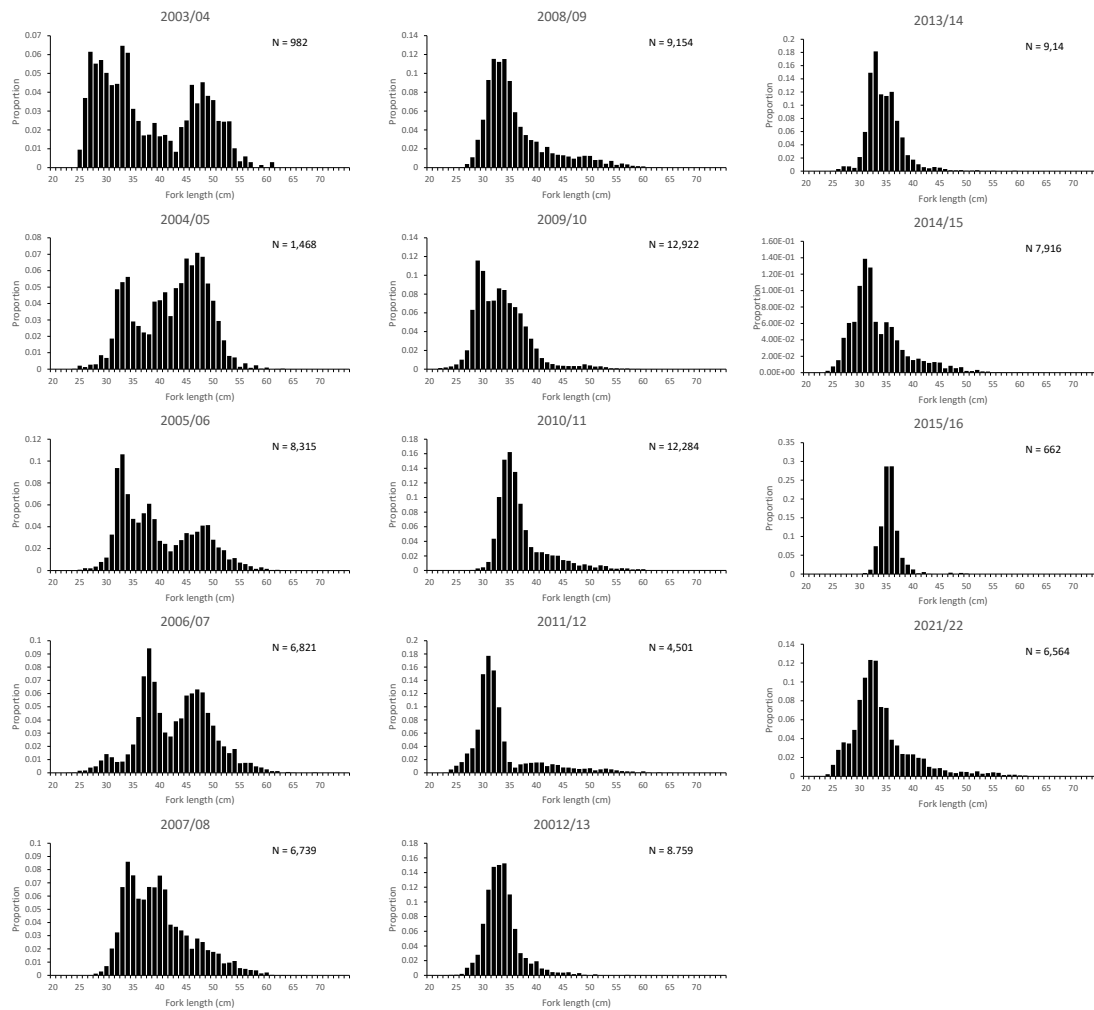 2003/04
N = 982
0.07
0.06
0.05
0.04
0.03
0.02
0.01
0
Proportion
20 25 30 35 40 45 50 55 60 65 70
Fork length (cm)
2004/05
N = 1,468
0.08
0.07
0.06
0.05
0.04
0.03
0.02
0.01
0
Proportion
20 25 30 35 40 45 50 55 60 65 70
Fork length (cm)
2005/06
N = 8,315
0.12
0.1
0.08
0.06
0.04
0.02
0
Proportion
20 25 30 35 40 45 50 55 60 65 70
Fork length (cm)
2006/07
N = 6,821
0.1
0.09
0.08
0.07
0.06
0.05
0.04
0.03
0.02
0.01
0
Proportion
20 25 30 35 40 45 50 55 60 65 70
Fork length (cm)
2007/08
N = 6,739
0.1
0.09
0.08
0.07
0.06
0.05
0.04
0.03
0.02
0.01
0
Proportion
20 25 30 35 40 45 50 55 60 65 70
Fork length (cm)
2008/09
N = 9,154
0.14
0.12
0.1
0.08
0.06
0.04
0.02
0
Proportion
20 25 30 35 40 45 50 55 60 65 70
Fork length (cm)
2009/10
N = 12,922
0.14
0.12
0.1
0.08
0.06
0.04
0.02
0
Proportion
20 25 30 35 40 45 50 55 60 65 70
Fork length (cm)
2010/11
N = 12,284
0.18
0.16
0.14
0.12
0.1
0.08
0.06
0.04
0.02
0
Proportion
20 25 30 35 40 45 50 55 60 65 70
Fork length (cm)
2011/12
N = 4,501
0.2
0.18
0.16
0.14
0.12
0.1
0.08
0.06
0.04
0.02
0
Proportion
20 25 30 35 40 45 50 55 60 65 70
Fork length (cm)
20012/13
N = 8.759
0.18
0.16
0.14
0.12
0.1
0.08
0.06
0.04
0.02
0
Proportion
20 25 30 35 40 45 50 55 60 65 70
Fork length (cm)
2013/14
N = 9,14
0.2
0.18
0.16
0.14
0.12
0.1
0.08
0.06
0.04
0.02
0
Proportion
20 25 30 35 40 45 50 55 60 65 70
Fork length (cm)
2014/15
N 7,916
1.60E-01
1.40E-01
1.20E-01
1.00E-01
8.00E-02
6.00E-02
4.00E-02
2.00E-02
0.00E+00
Proportion
20 25 30 35 40 45 50 55 60 65 70
Fork length (cm)
2015/16
N = 662
0.35
0.3
0.25
0.2
0.15
0.1
0.05
0
Proportion
20 25 30 35 40 45 50 55 60 65 70
Fork length (cm)
2021/22
N = 6,564
0.14
0.12
0.1
0.08
0.06
0.04
0.02
0
Proportion
20 25 30 35 40 45 50 55 60 65 70
Fork length (cm)